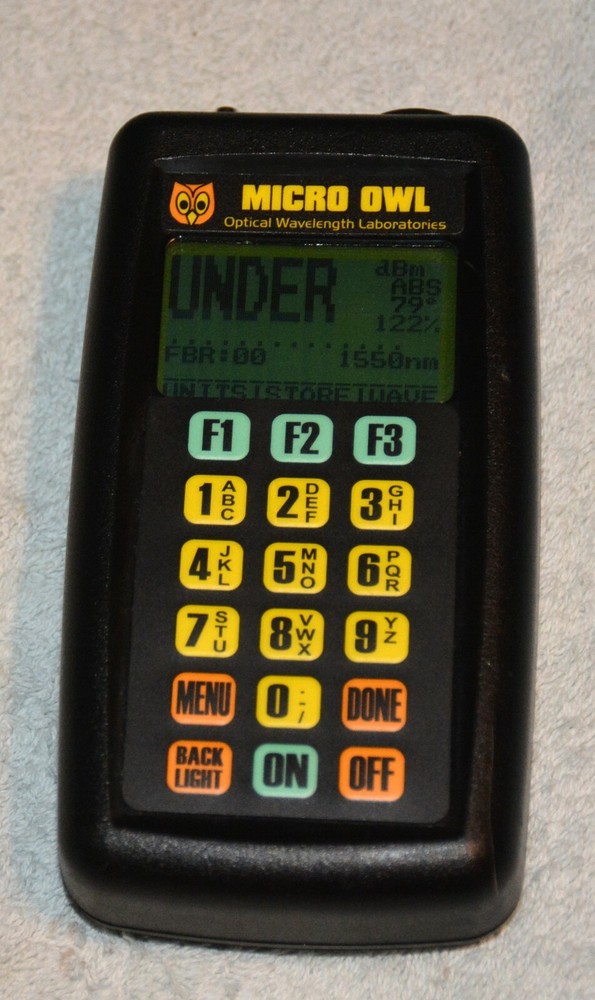 MICRO OWL
Optical Wavelength Laboratories
UNDER dBm
ABS
79°
122%
FBR:00 1550nm
UNITS|STORE|WAVE
F1 F2 F3
1 ABC 2 DEF 3 GHI
4 JKL 5 MNO 6 PQR
7 STU 8 VWX 9 YZ
MENU 0 .-/ DONE
BACK LIGHT ON OFF